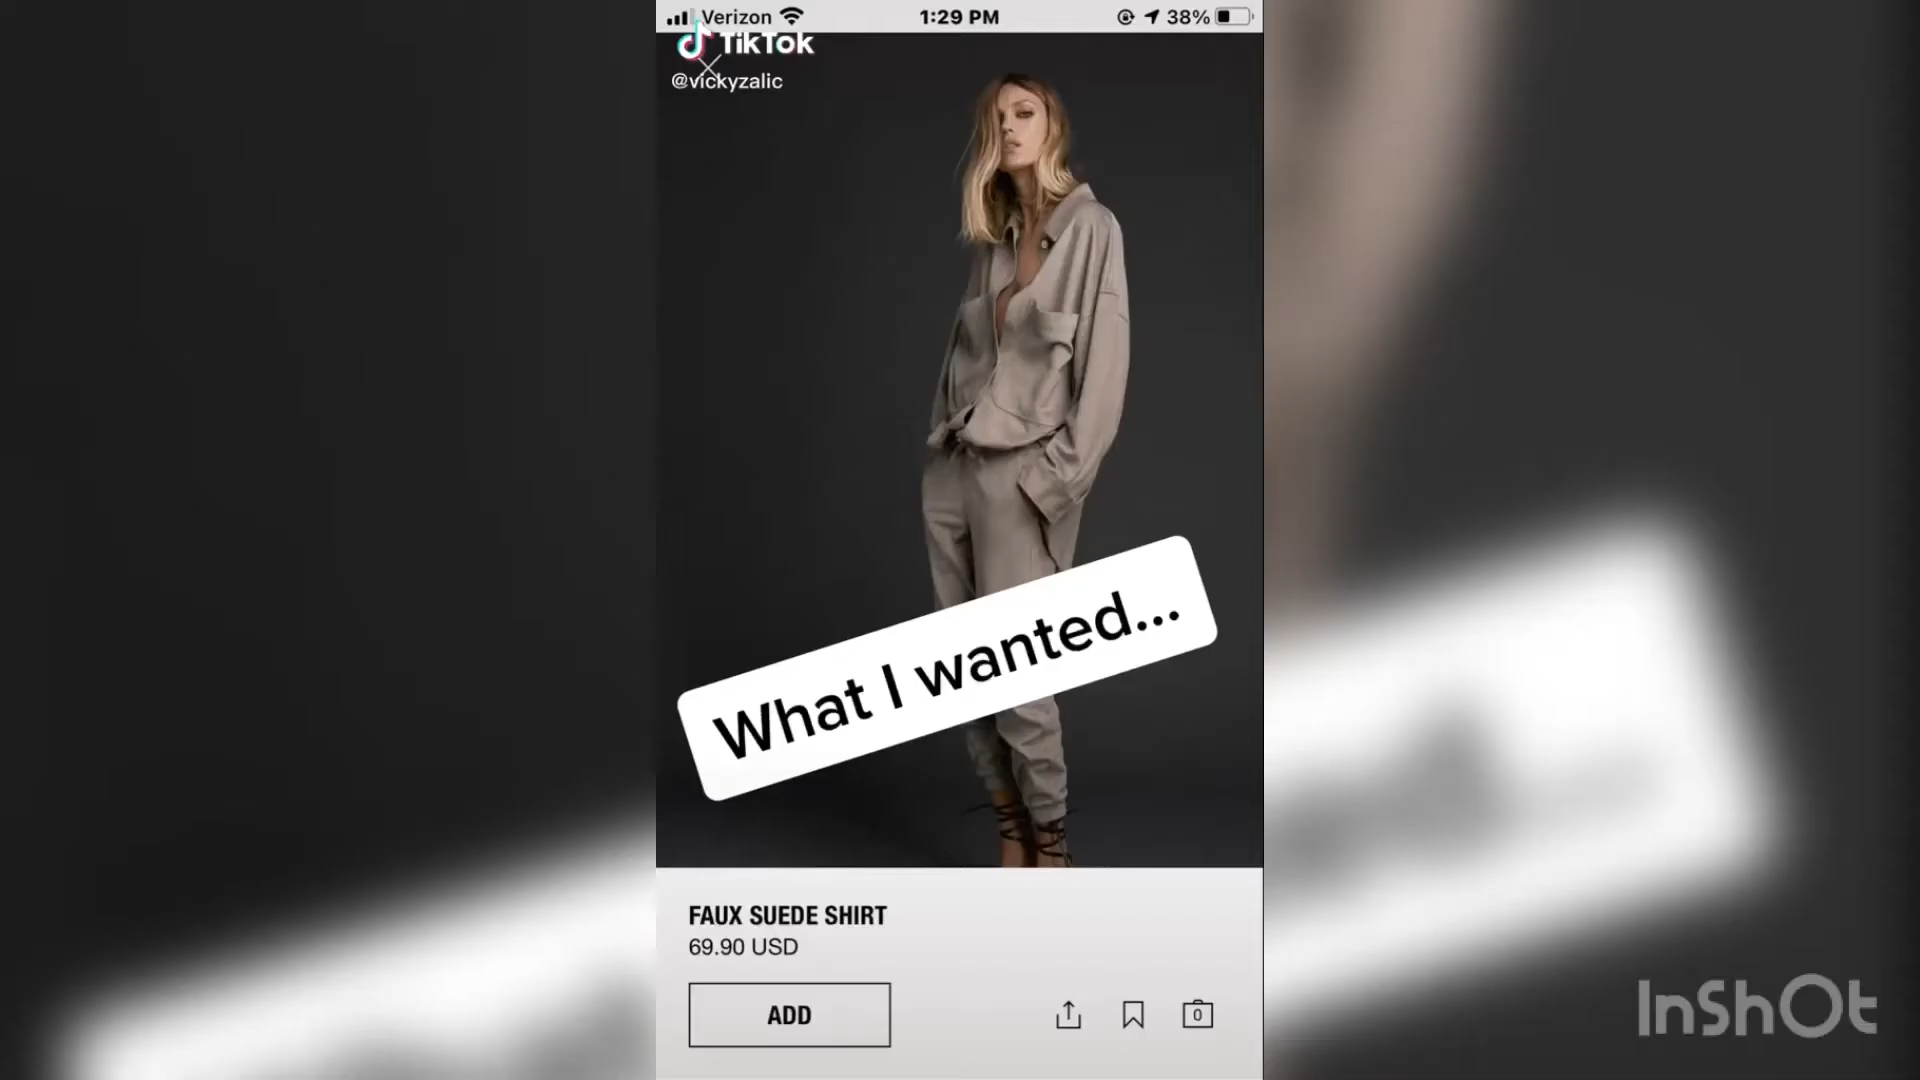 Verizon
1:29 PM
38%
TikTok
@vickyzalic
What I wanted...
FAUX SUEDE SHIRT
69.90 USD
ADD
0
InShOt